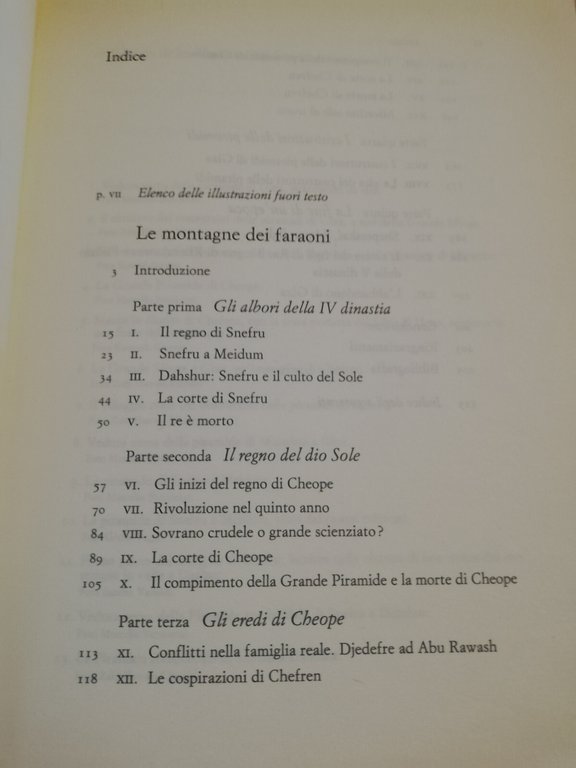 Indice
p. VII Elenco delle illustrazioni fuori testo
Le montagne dei faraoni
3 Introduzione
Parte prima Gli albori della IV dinastia
15 I. Il regno di Snefru
23 II. Snefru a Meidum
34 III. Dahshur: Snefru e il culto del Sole
44 IV. La corte di Snefru
50 V. Il re è morto
Parte seconda Il regno del dio Sole
57 VI. Gli inizi del regno di Cheope
70 VII. Rivoluzione nel quinto anno
84 VIII. Sovrano crudele o grande scienziato?
89 IX. La corte di Cheope
105 X. Il compimento della Grande Piramide e la morte di Cheope
Parte terza Gli eredi di Cheope
113 XI. Conflitti nella famiglia reale. Djedefre ad Abu Rawash
118 XII. Le cospirazioni di Chefren